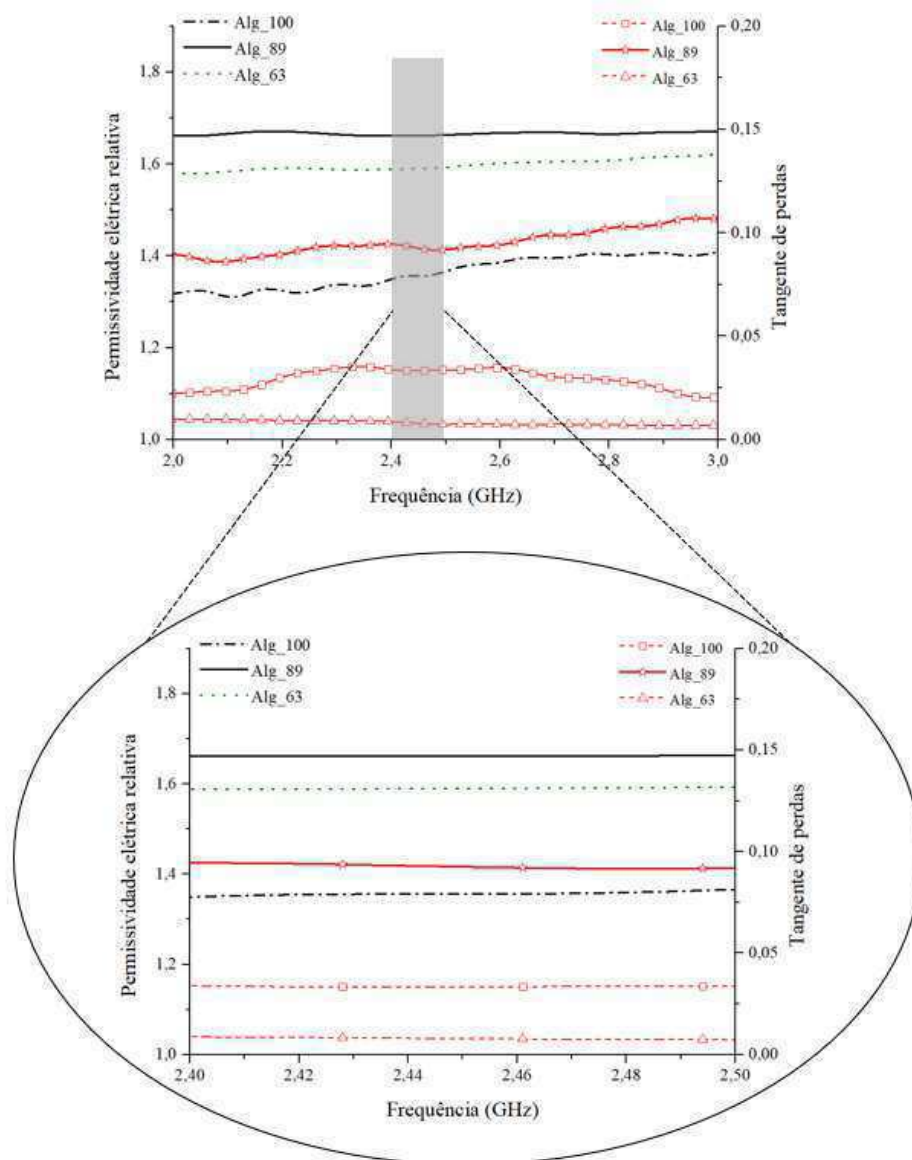 Alg_100
Alg_89
Alg_63
Alg_100
Alg_89
Alg_63
Permissividade elétrica relativa
1,8
1,6
1,4
1,2
1,0
0,20
0,15
0,10
0,05
0,00
Tangente de perdas
2,0 2,2 2,4 2,6 2,8 3,0
Frequência (GHz)
Alg_100
Alg_89
Alg_63
Alg_100
Alg_89
Alg_63
Permissividade elétrica relativa
1,8
1,6
1,4
1,2
1,0
0,20
0,15
0,10
0,05
0,00
Tangente de perdas
2,40 2,42 2,44 2,46 2,48 2,50
Frequência (GHz)